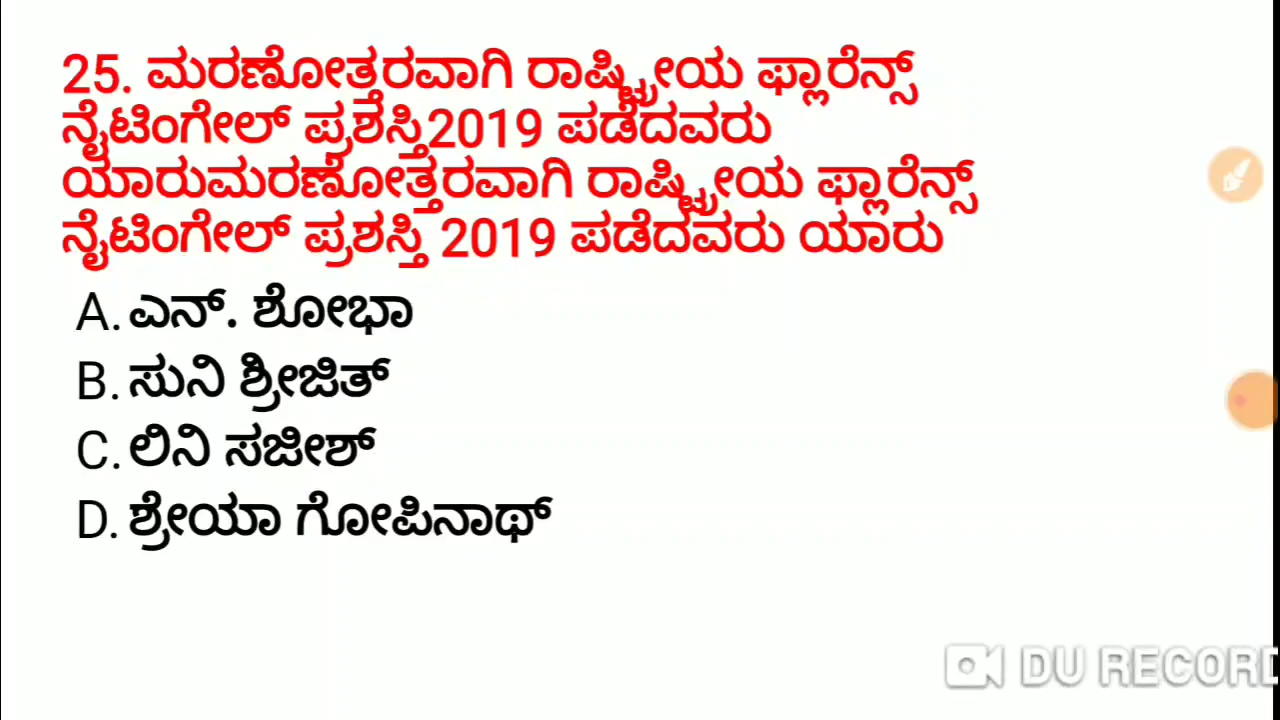 25. ಮರಣೋತ್ತರವಾಗಿ ರಾಷ್ಟ್ರೀಯ ಫ್ಲಾರೆನ್ಸ್
ನೈಟಿಂಗೇಲ್ ಪ್ರಶಸ್ತಿ2019 ಪಡೆದವರು
ಯಾರುಮರಣೋತ್ತರವಾಗಿ ರಾಷ್ಟ್ರೀಯ ಫ್ಲಾರೆನ್ಸ್
ನೈಟಿಂಗೇಲ್ ಪ್ರಶಸ್ತಿ 2019 ಪಡೆದವರು ಯಾರು
A. ಎನ್. ಶೋಭಾ
B. ಸುನಿ ಶ್ರೀಜಿತ್
C. ಲಿನಿ ಸಜೀಶ್
D. ಶ್ರೇಯಾ ಗೋಪಿನಾಥ್
DU RECORD